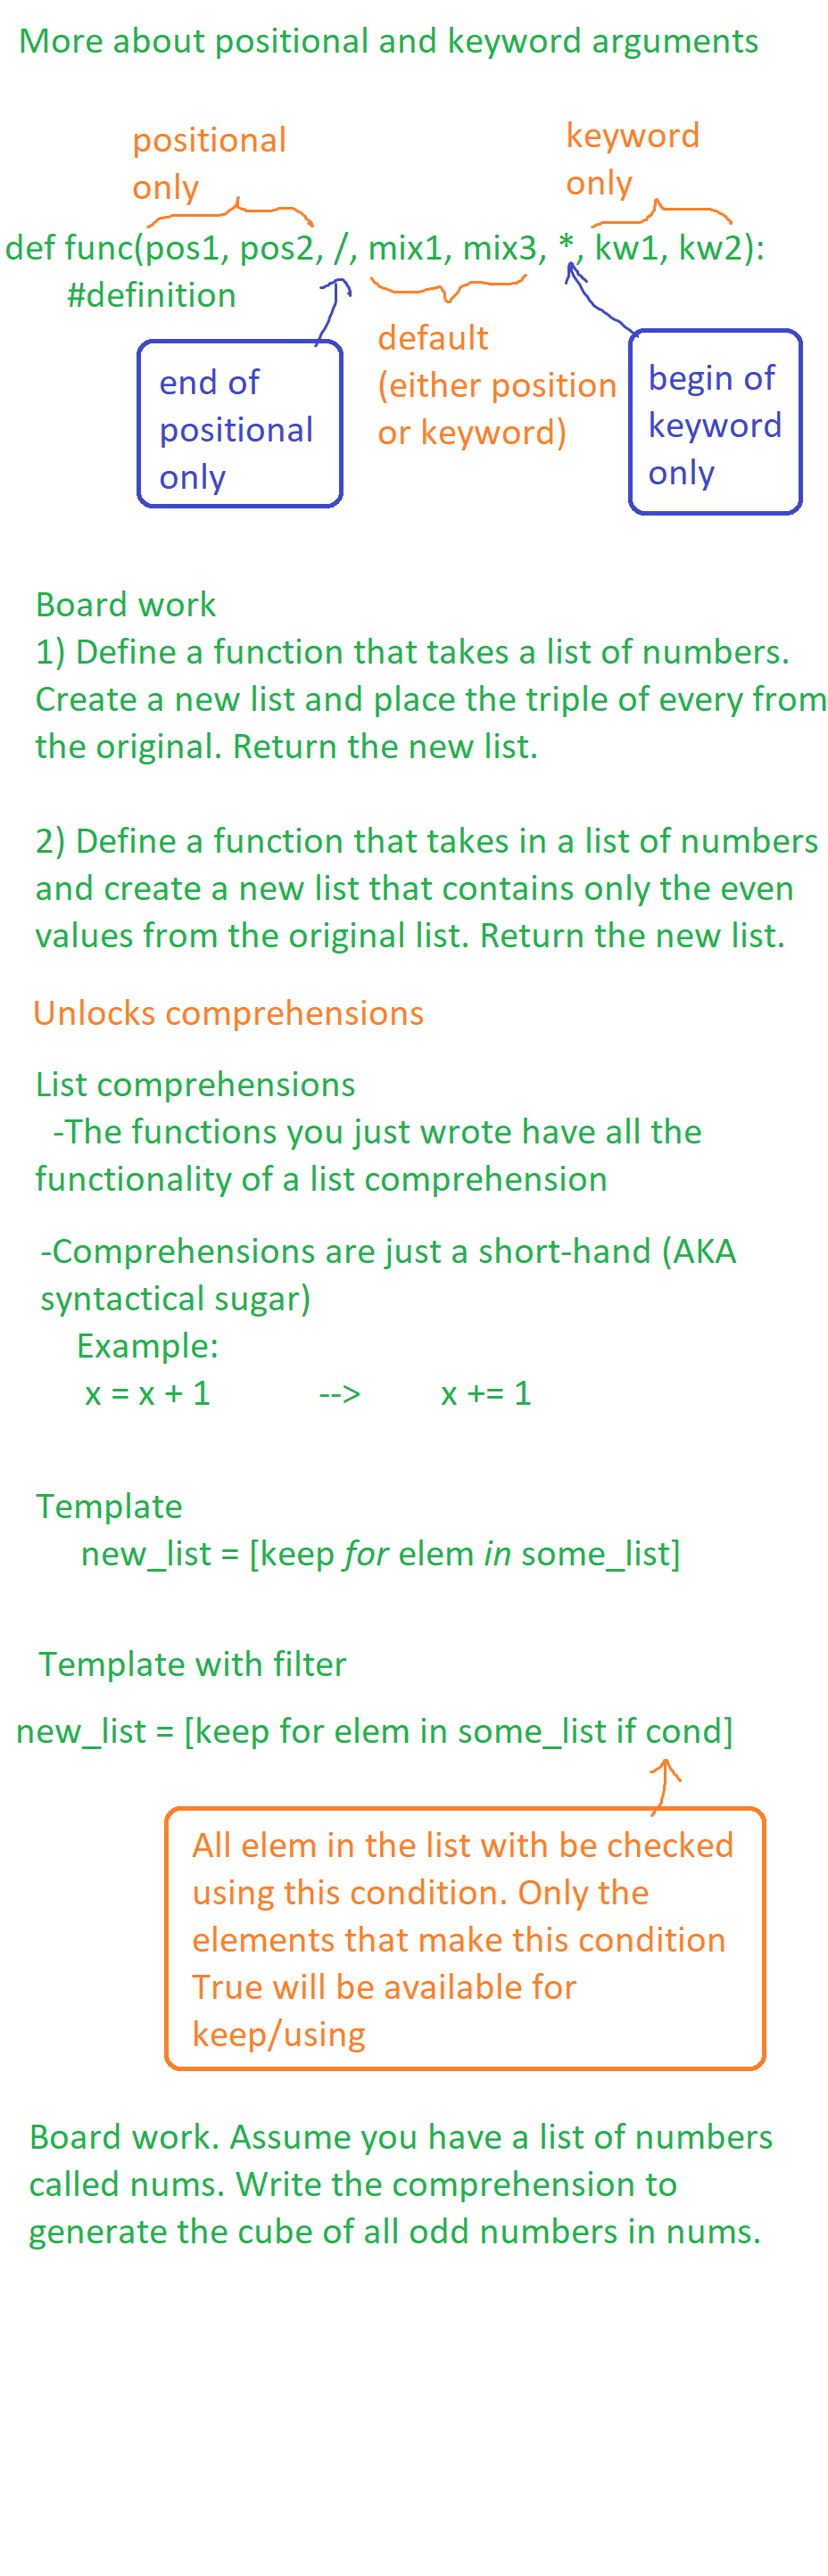 More about positional and keyword arguments
positional
only
keyword
only
def func(pos1, pos2, /, mix1, mix3, *, kw1, kw2):
#definition
end of
positional
only
default
(either position
or keyword)
begin of
keyword
only
Board work
1) Define a function that takes a list of numbers.
Create a new list and place the triple of every from
the original. Return the new list.
2) Define a function that takes in a list of numbers
and create a new list that contains only the even
values from the original list. Return the new list.
Unlocks comprehensions
List comprehensions
-The functions you just wrote have all the
functionality of a list comprehension
-Comprehensions are just a short-hand (AKA
syntactical sugar)
Example:
x = x + 1 --> x += 1
Template
new_list = [keep for elem in some_list]
Template with filter
new_list = [keep for elem in some_list if cond]
All elem in the list with be checked
using this condition. Only the
elements that make this condition
True will be available for
keep/using
Board work. Assume you have a list of numbers
called nums. Write the comprehension to
generate the cube of all odd numbers in nums.